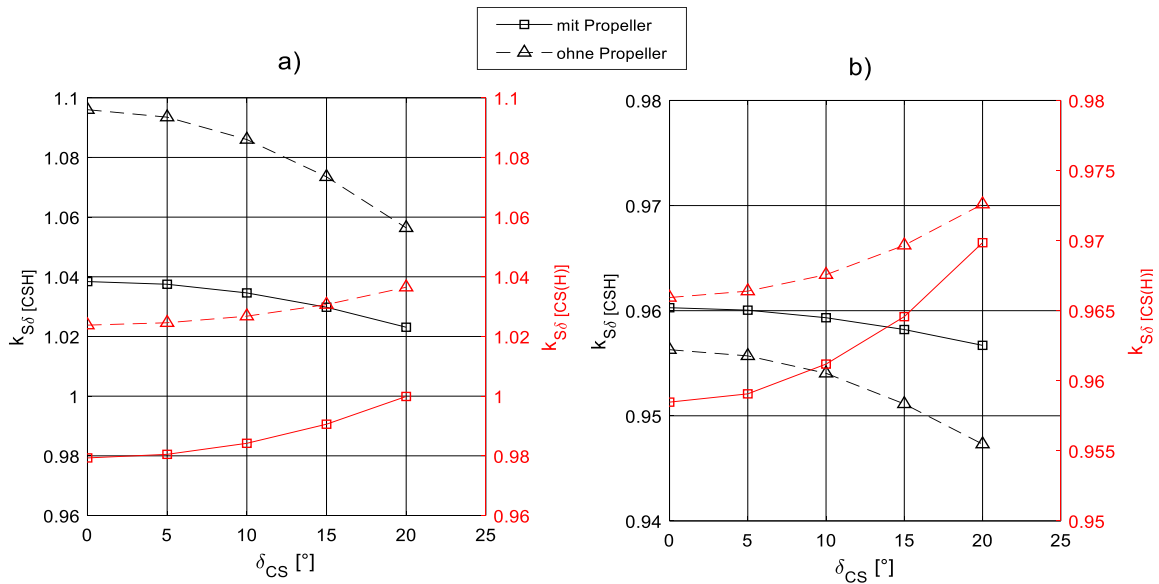 mit Propeller
ohne Propeller
a)
1.1
1.08
1.06
1.04
1.02
1
0.98
0.96
k_Sδ [CSH]
1.1
1.08
1.06
1.04
1.02
1
0.98
0.96
k_Sδ [CS(H)]
0 5 10 15 20 25
δ_CS [°]
b)
0.98
0.97
0.96
0.95
0.94
k_Sδ [CSH]
0.98
0.975
0.97
0.965
0.96
0.955
0.95
k_Sδ [CS(H)]
0 5 10 15 20 25
δ_CS [°]